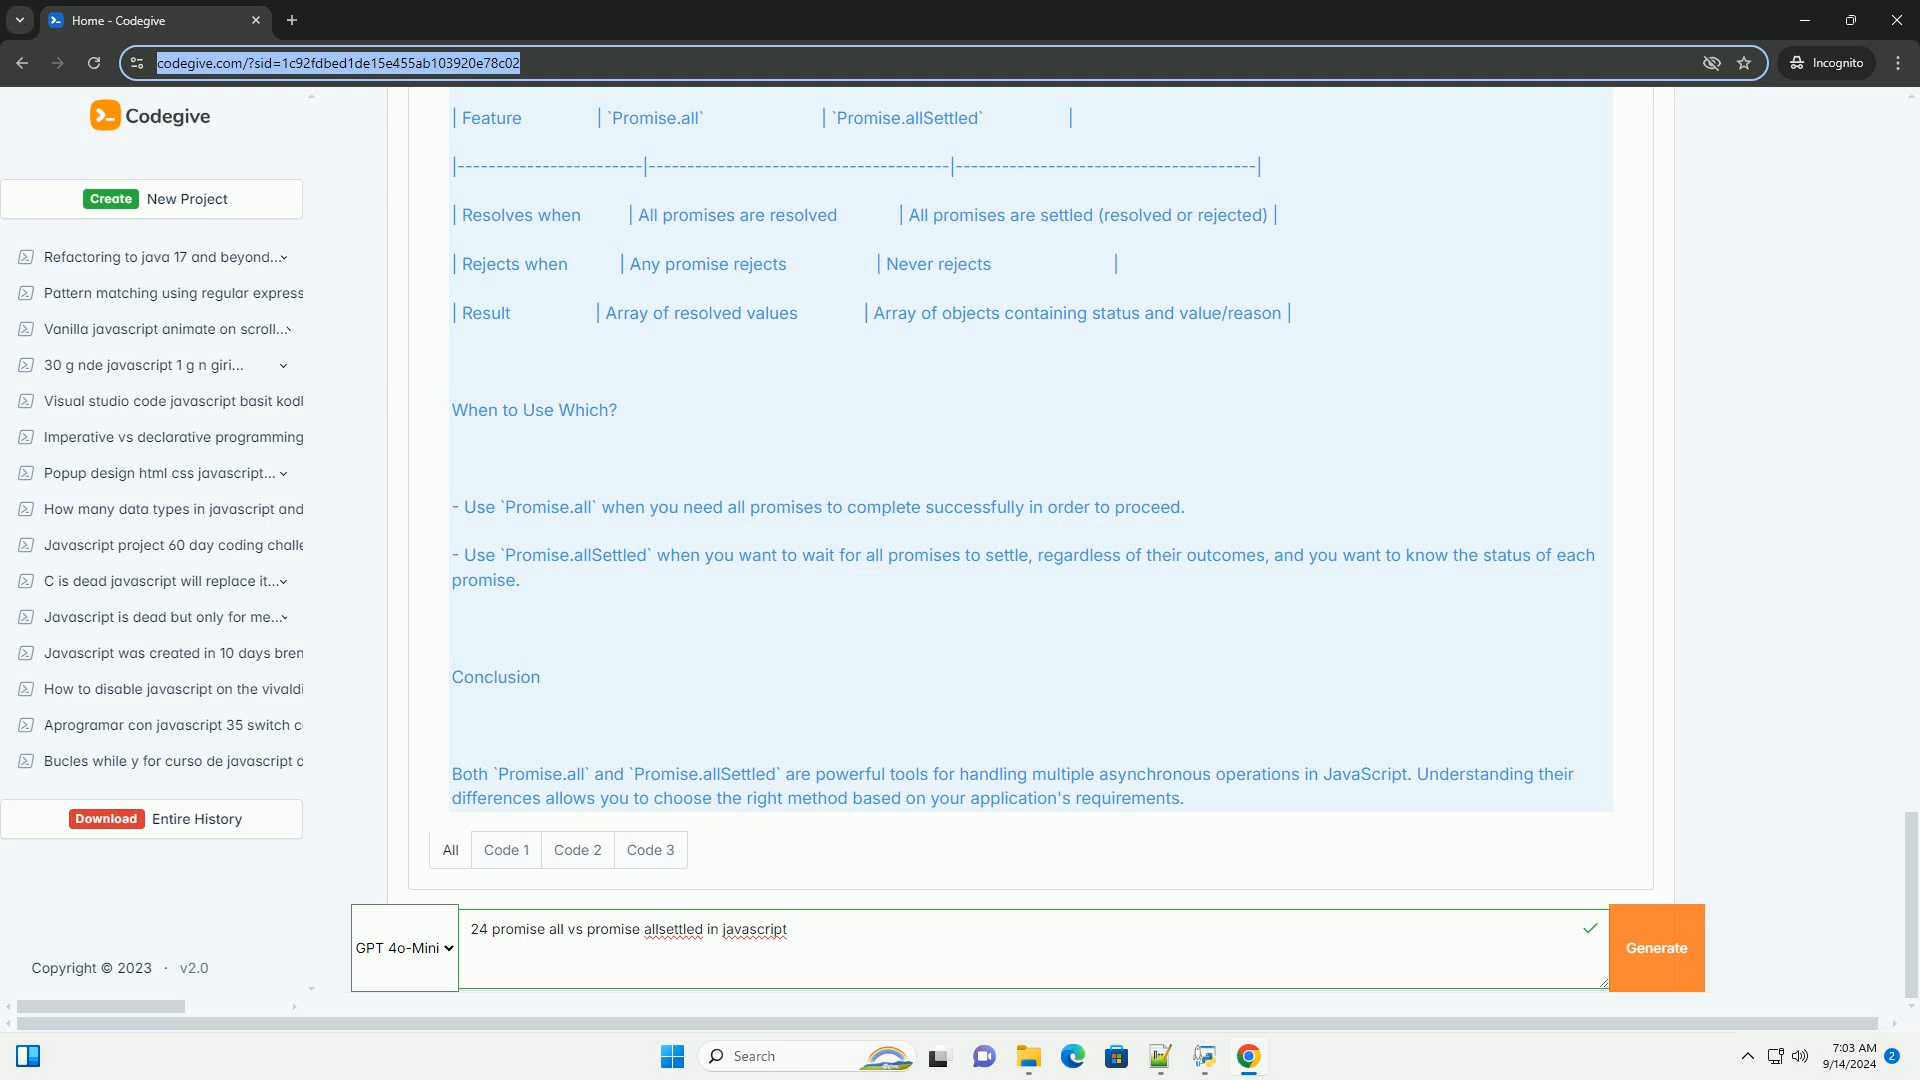 Home - Codegive
codegive.com/?sid=1c92fdbed1de15e455ab103920e78c02
Incognito
Codegive
Create New Project
Refactoring to java 17 and beyond...
Pattern matching using regular express
Vanilla javascript animate on scroll...
30 g nde javascript 1 g n giri...
Visual studio code javascript basit kodl
Imperative vs declarative programming
Popup design html css javascript...
How many data types in javascript and
Javascript project 60 day coding challe
C is dead javascript will replace it...
Javascript is dead but only for me...
Javascript was created in 10 days bren
How to disable javascript on the vivaldi
Aprogramar con javascript 35 switch c
Bucles while y for curso de javascript d
Download Entire History
Copyright © 2023 · v2.0
| Feature | `Promise.all` | `Promise.allSettled` |
|------------------------|---------------------------------------|---------------------------------------|
| Resolves when | All promises are resolved | All promises are settled (resolved or rejected) |
| Rejects when | Any promise rejects | Never rejects |
| Result | Array of resolved values | Array of objects containing status and value/reason |
When to Use Which?
- Use `Promise.all` when you need all promises to complete successfully in order to proceed.
- Use `Promise.allSettled` when you want to wait for all promises to settle, regardless of their outcomes, and you want to know the status of each
promise.
Conclusion
Both `Promise.all` and `Promise.allSettled` are powerful tools for handling multiple asynchronous operations in JavaScript. Understanding their
differences allows you to choose the right method based on your application's requirements.
All Code 1 Code 2 Code 3
GPT 4o-Mini
24 promise all vs promise allsettled in javascript
Generate
Search
7:03 AM
9/14/2024
2